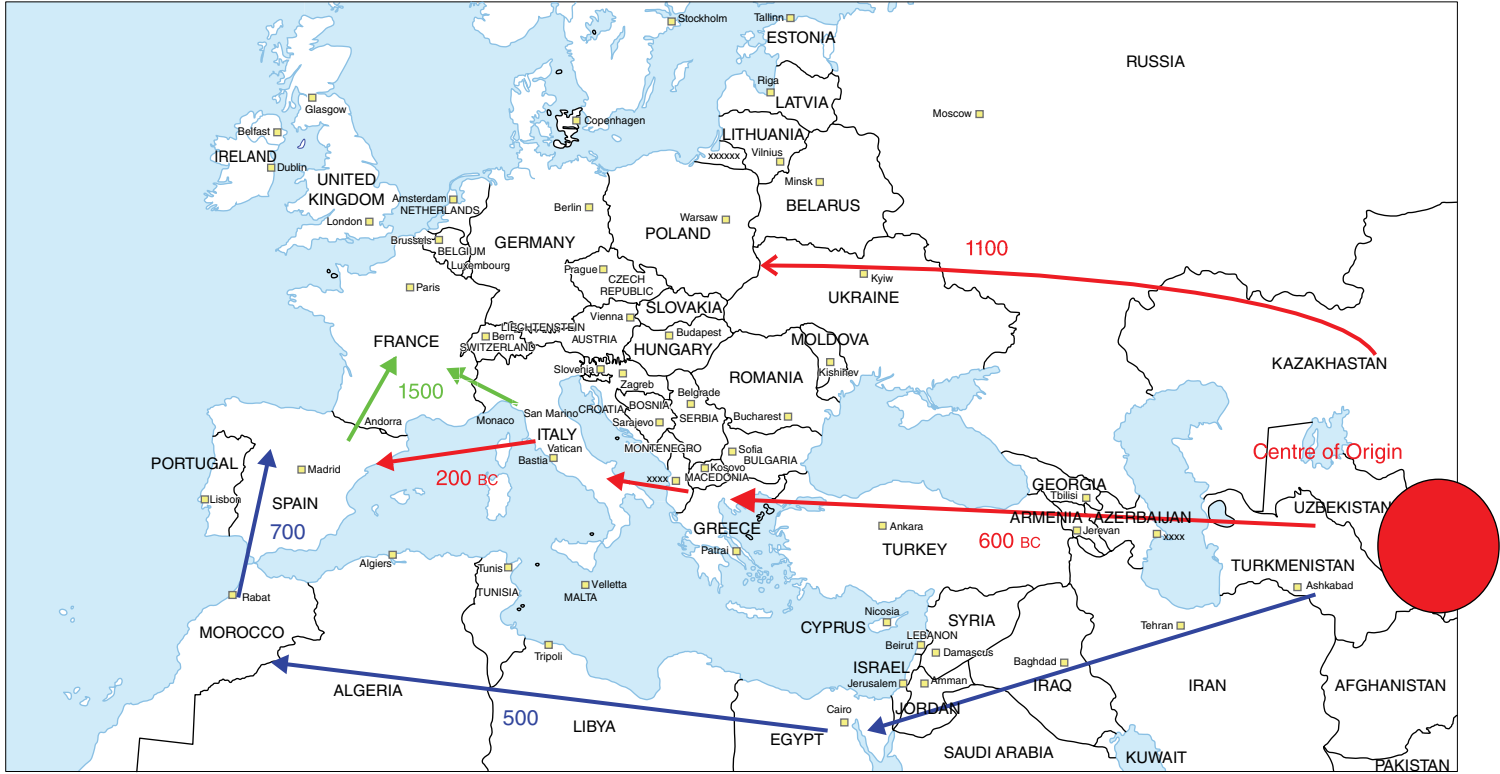 Stockholm
Tallinn
ESTONIA
RUSSIA
Riga
LATVIA
Glasgow
Moscow
Copenhagen
Belfast
LITHUANIA
Vilnius
xxxxxx
IRELAND
Dublin
UNITED
KINGDOM
Minsk
BELARUS
Amsterdam
NETHERLANDS
Berlin
London
Warsaw
POLAND
Brussels
BELGIUM
GERMANY
1100
Luxembourg
Prague
CZECH
REPUBLIC
Kyiw
Paris
UKRAINE
SLOVAKIA
Vienna
LIECHTENSTEIN
Bern
SWITZERLAND
AUSTRIA
Budapest
HUNGARY
FRANCE
MOLDOVA
Kishihev
KAZAKHASTAN
Slovenia
Zagreb
ROMANIA
1500
Belgrade
SERBIA
San Marino
CROATIA
BOSNIA
Sarajevo
Bucharest
Andorra
Monaco
ITALY
Vatican
Bastia
MONTENEGRO
Sofia
BULGARIA
Centre of Origin
PORTUGAL
Madrid
Kosovo
MACEDONIA
xxxx
200 BC
Lisbon
SPAIN
GEORGIA
Tbilisi
UZBEKISTAN
ARMENIA
AZERBAIJAN
Jerevan
xxxx
700
GREECE
Patrai
Ankara
TURKEY
600 BC
Algiers
Tunis
TUNISIA
Velletta
MALTA
TURKMENISTAN
Ashkabad
Rabat
MOROCCO
Nicosia
CYPRUS
SYRIA
LEBANON
Beirut
Damascus
Tehran
Tripoli
ISRAEL
Jerusalem
Amman
Baghdad
ALGERIA
JORDAN
IRAQ
IRAN
AFGHANISTAN
500
LIBYA
Cairo
EGYPT
SAUDI ARABIA
KUWAIT
PAKISTAN